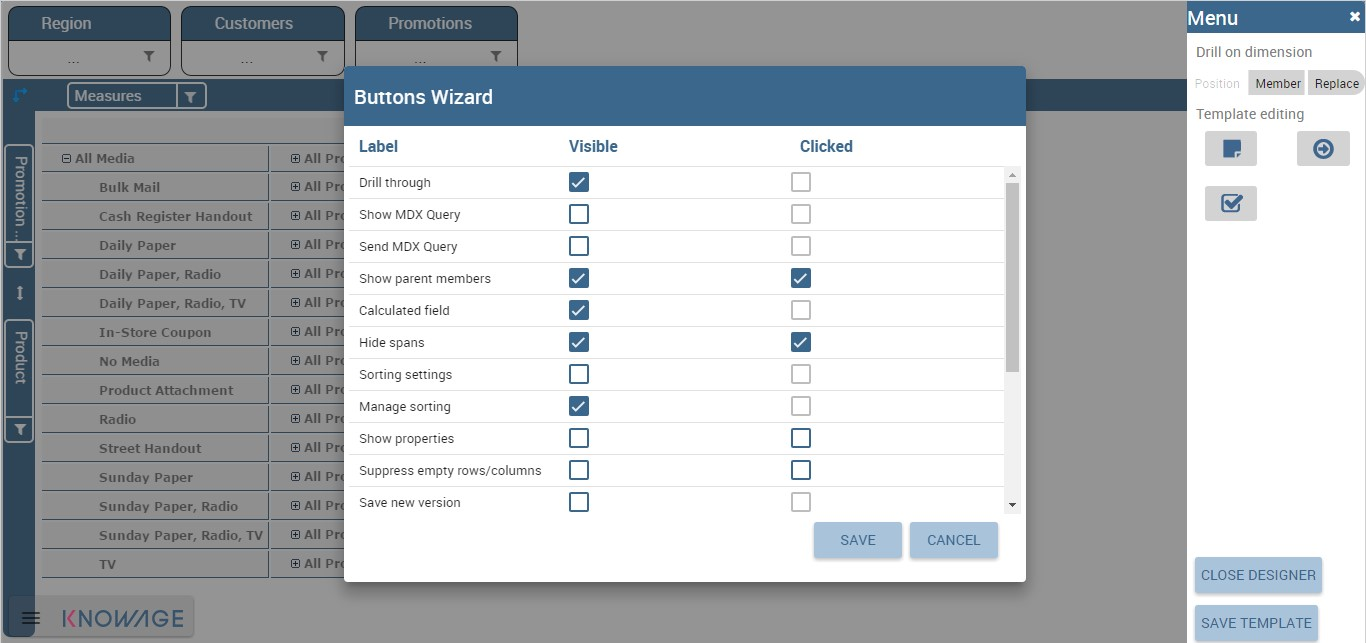 Region
Customers
Promotions
...
...
...
Measures
Promotion ...
Product
All Media
All Pro
Bulk Mail
All Pro
Cash Register Handout
All Pro
Daily Paper
All Pro
Daily Paper, Radio
All Pro
Daily Paper, Radio, TV
All Pro
In-Store Coupon
All Pro
No Media
All Pro
Product Attachment
All Pro
Radio
All Pro
Street Handout
All Pro
Sunday Paper
All Pro
Sunday Paper, Radio
All Pro
Sunday Paper, Radio, TV
All Pro
TV
All Pro
KNOWAGE
Buttons Wizard
Label Visible Clicked
Drill through
Show MDX Query
Send MDX Query
Show parent members
Calculated field
Hide spans
Sorting settings
Manage sorting
Show properties
Suppress empty rows/columns
Save new version
SAVE CANCEL
Menu
Drill on dimension
Position Member Replace
Template editing
CLOSE DESIGNER
SAVE TEMPLATE